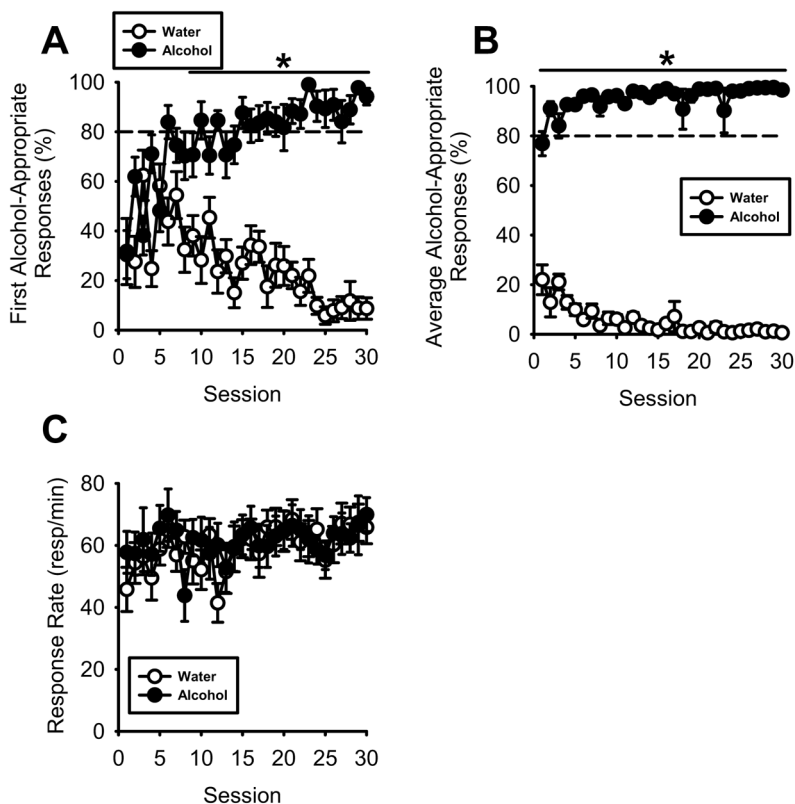 A
Water
Alcohol
*
First Alcohol-Appropriate
Responses (%)
100
80
60
40
20
0
0 5 10 15 20 25 30
Session
B
*
Average Alcohol-Appropriate
Responses (%)
100
80
60
40
20
0
Water
Alcohol
0 5 10 15 20 25 30
Session
C
Response Rate (resp/min)
80
60
40
20
0
Water
Alcohol
0 5 10 15 20 25 30
Session